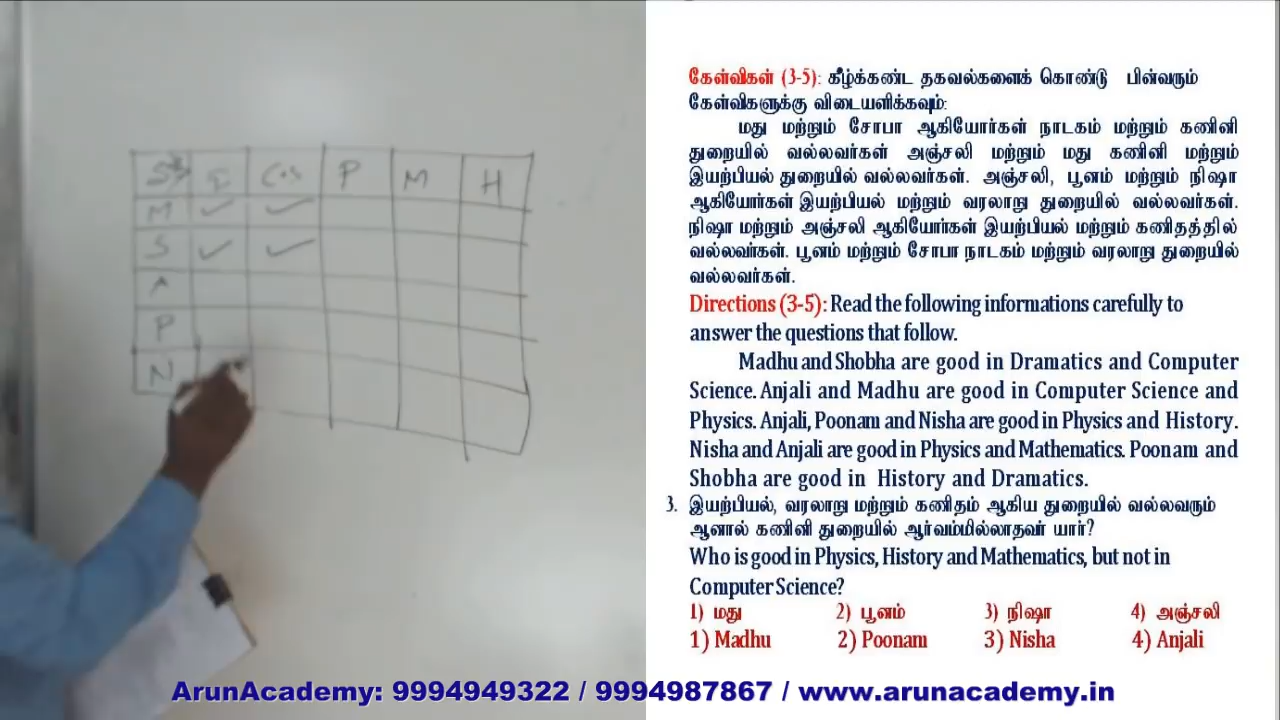 Cos P M H
M ✓ ✓
S ✓ ✓
A
P
N
கேள்விகள் (3-5): கீழ்க்கண்ட தகவல்களைக் கொண்டு பின்வரும்
கேள்விகளுக்கு விடையளிக்கவும்:
மது மற்றும் சோபா ஆகியோர்கள் நாடகம் மற்றும் கணினி
துறையில் வல்லவர்கள் அஞ்சலி மற்றும் மது கணினி மற்றும்
இயற்பியல் துறையில் வல்லவர்கள். அஞ்சலி, பூனம் மற்றும் நிஷா
ஆகியோர்கள் இயற்பியல் மற்றும் வரலாறு துறையில் வல்லவர்கள்.
நிஷா மற்றும் அஞ்சலி ஆகியோர்கள் இயற்பியல் மற்றும் கணிதத்தில்
வல்லவர்கள். பூனம் மற்றும் சோபா நாடகம் மற்றும் வரலாறு துறையில்
வல்லவர்கள்.
Directions (3-5): Read the following informations carefully to
answer the questions that follow.
Madhu and Shobha are good in Dramatics and Computer
Science. Anjali and Madhu are good in Computer Science and
Physics. Anjali, Poonam and Nisha are good in Physics and History.
Nisha and Anjali are good in Physics and Mathematics. Poonam and
Shobha are good in History and Dramatics.
3. இயற்பியல், வரலாறு மற்றும் கணிதம் ஆகிய துறையில் வல்லவரும்
ஆனால் கணினி துறையில் ஆர்வம்மில்லாதவர் யார்?
Who is good in Physics, History and Mathematics, but not in
Computer Science?
1) மது 2) பூனம் 3) நிஷா 4) அஞ்சலி
1) Madhu 2) Poonam 3) Nisha 4) Anjali
ArunAcademy: 9994949322 / 9994987867 / www.arunacademy.in